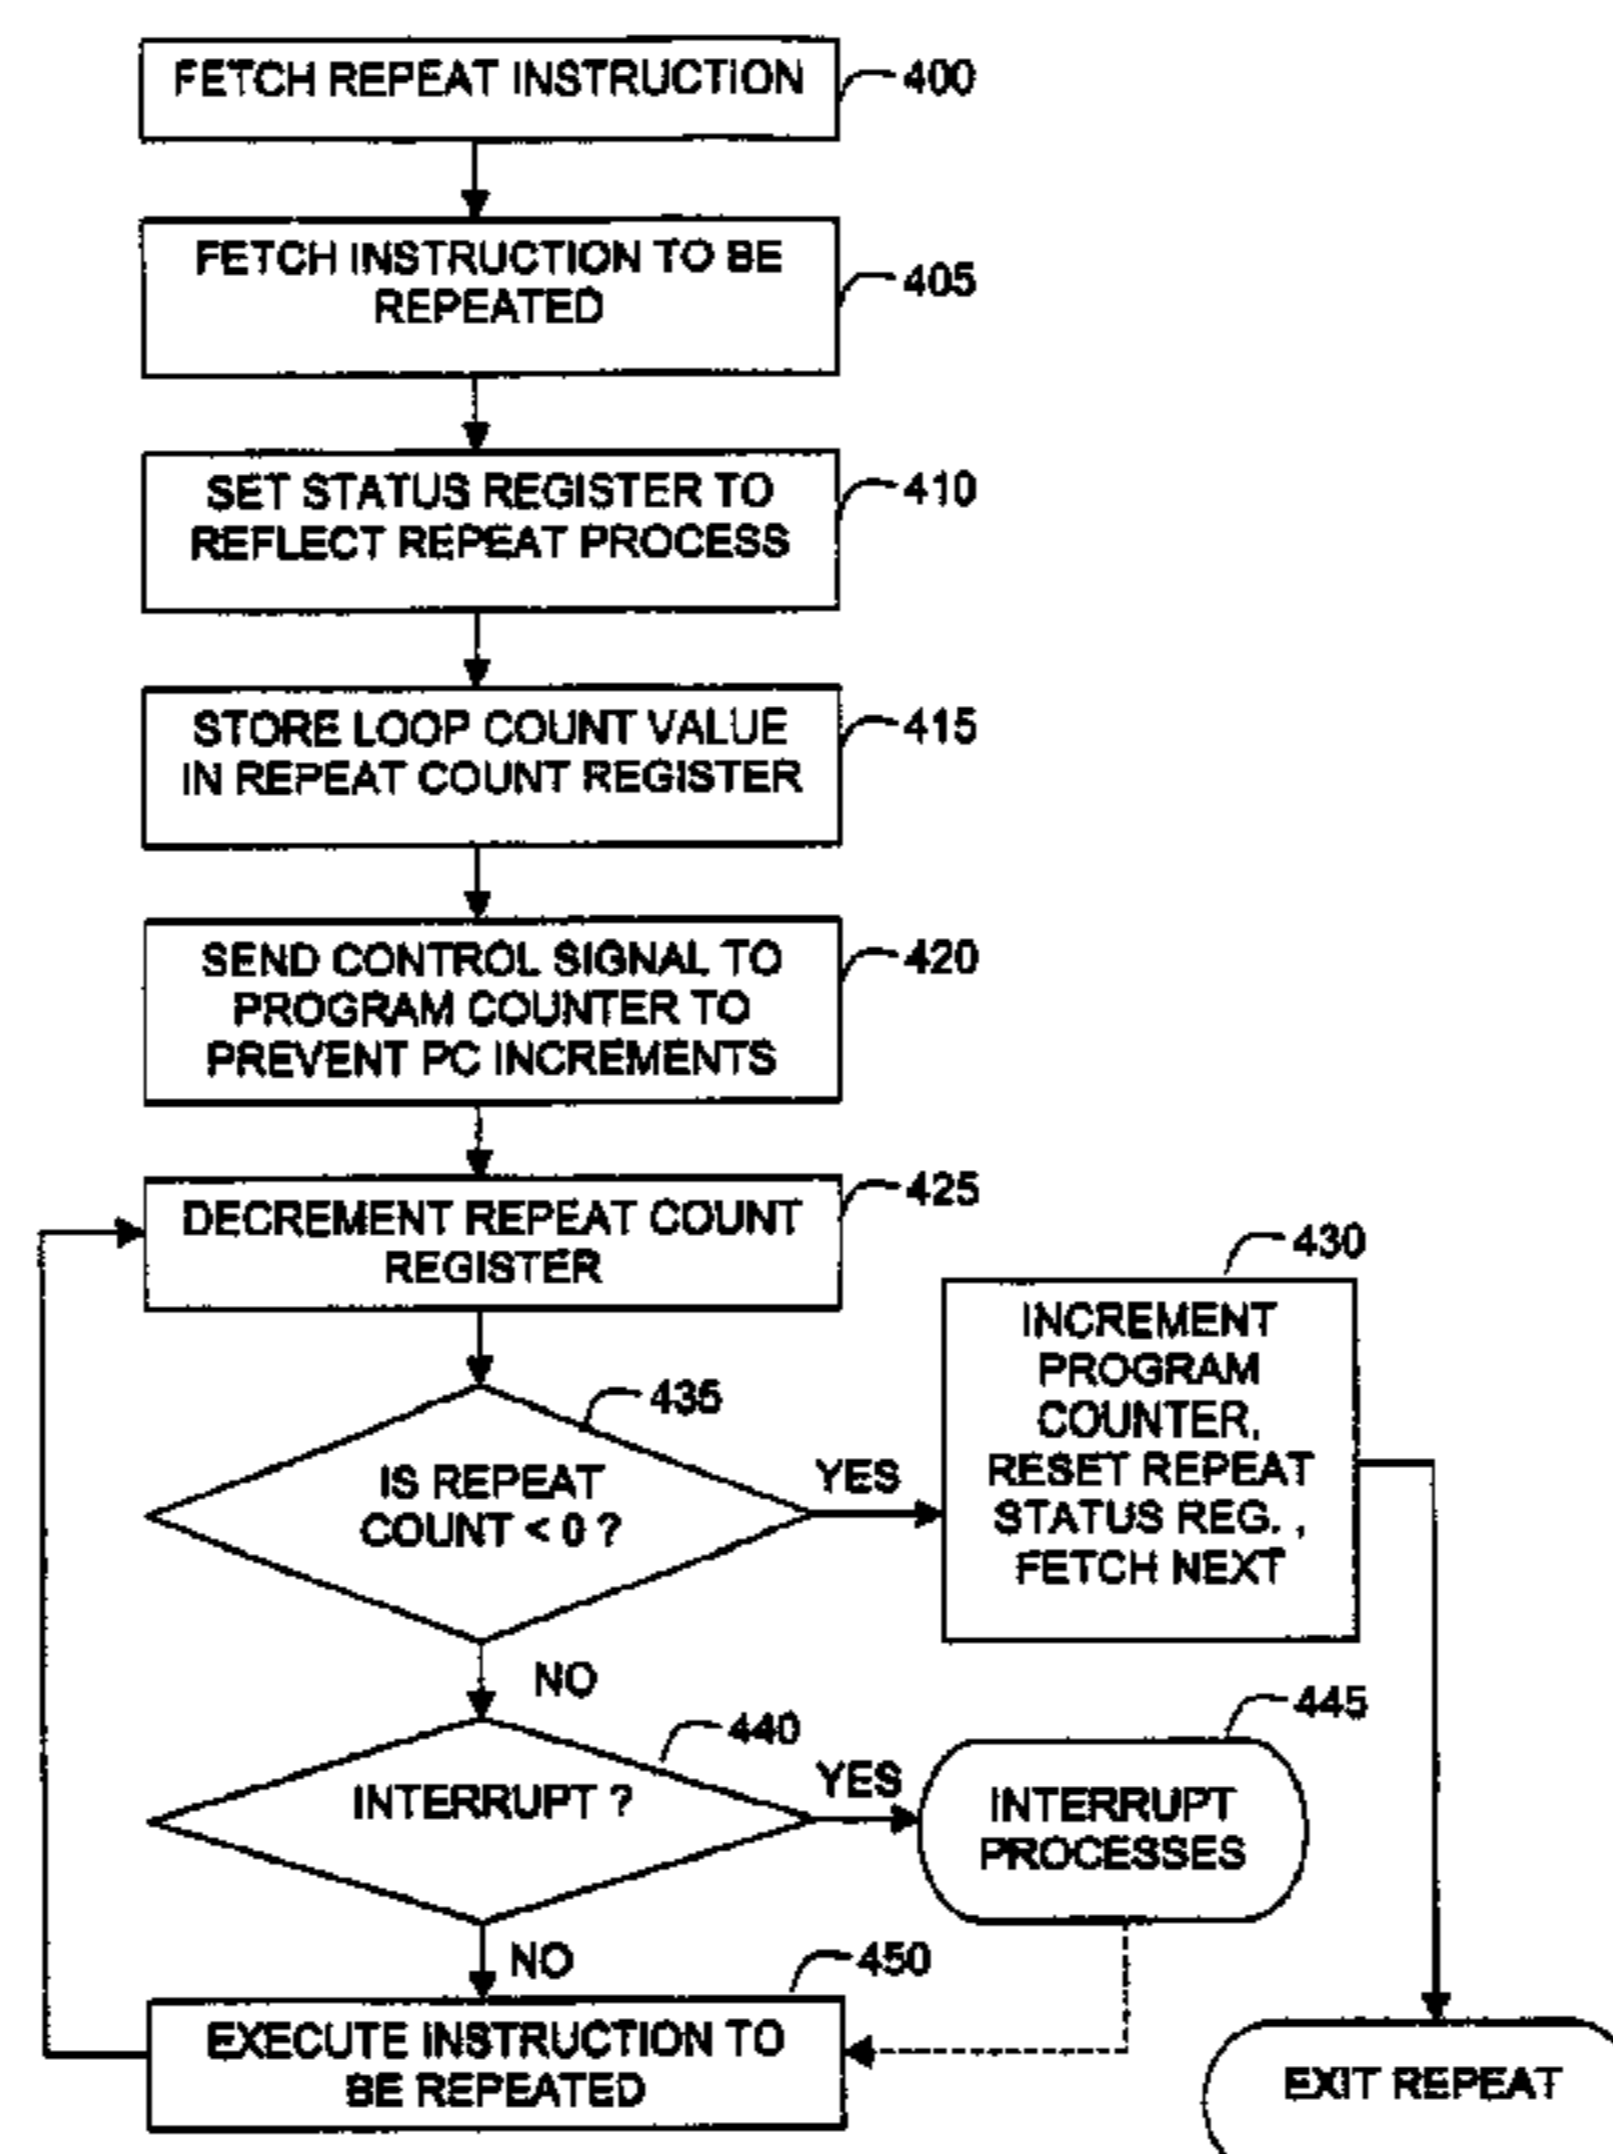 FETCH REPEAT INSTRUCTION
400
FETCH INSTRUCTION TO BE
REPEATED
405
SET STATUS REGISTER TO
REFLECT REPEAT PROCESS
410
STORE LOOP COUNT VALUE
IN REPEAT COUNT REGISTER
415
SEND CONTROL SIGNAL TO
PROGRAM COUNTER TO
PREVENT PC INCREMENTS
420
DECREMENT REPEAT COUNT
REGISTER
425
430
INCREMENT
PROGRAM
COUNTER,
RESET REPEAT
STATUS REG. ,
FETCH NEXT
435
IS REPEAT
COUNT < 0 ?
YES
NO
440
INTERRUPT ?
YES
445
INTERRUPT
PROCESSES
NO
450
EXECUTE INSTRUCTION TO
BE REPEATED
EXIT REPEAT